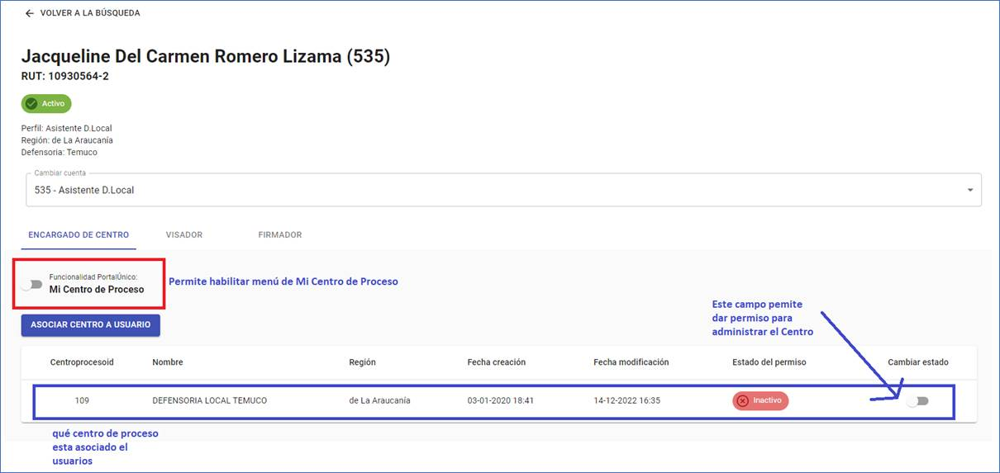 VOLVER A LA BÚSQUEDA
Jacqueline Del Carmen Romero Lizama (535)
RUT: 10930564-2
Activo
Perfil: Asistente D.Local
Región: de La Araucanía
Defensoria: Temuco
Cambiar cuenta
535 - Asistente D.Local
ENCARGADO DE CENTRO VISADOR FIRMADOR
Funcionalidad PortalÚnico:
Mi Centro de Proceso
Permite habilitar menú de Mi Centro de Proceso
Este campo pemite
dar permiso para
administrar el Centro
ASOCIAR CENTRO A USUARIO
Centroprocesoid Nombre Región Fecha creación Fecha modificación Estado del permiso Cambiar estado
109 DEFENSORIA LOCAL TEMUCO de La Araucanía 03-01-2020 18:41 14-12-2022 16:35 Inactivo
qué centro de proceso
esta asociado el
usuarios